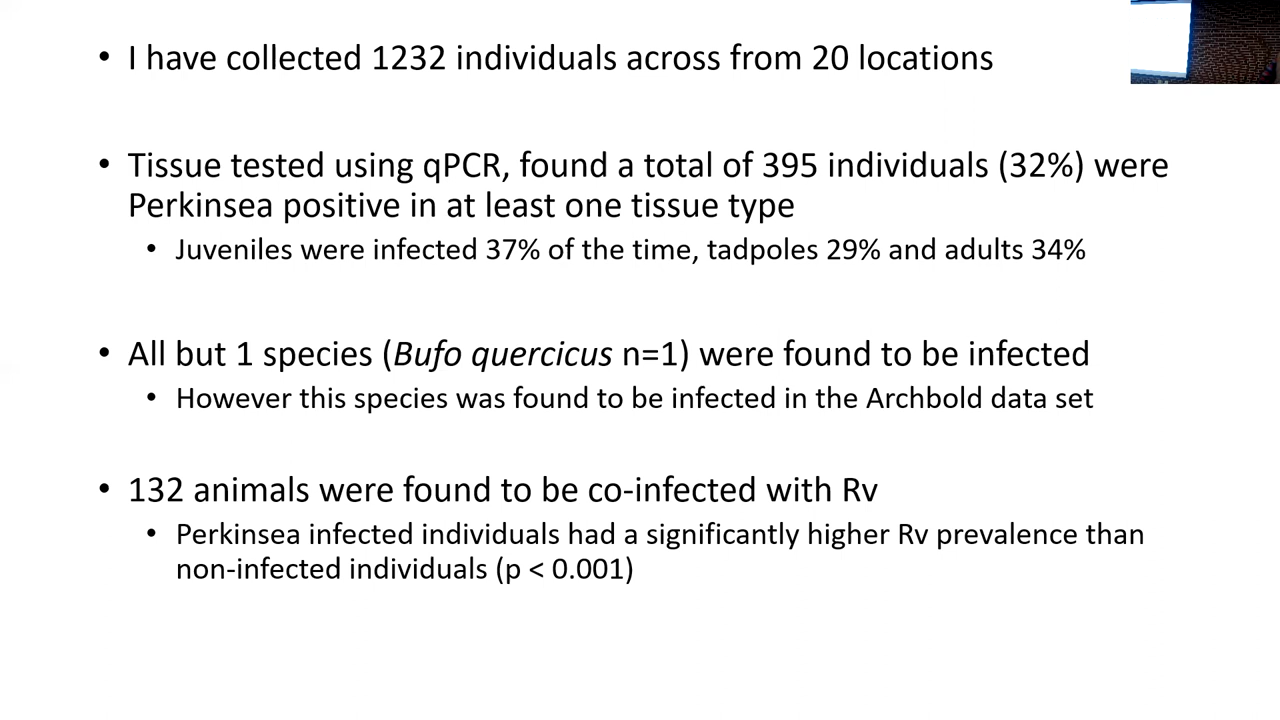 • I have collected 1232 individuals across from 20 locations
• Tissue tested using qPCR, found a total of 395 individuals (32%) were
Perkinsea positive in at least one tissue type
• Juveniles were infected 37% of the time, tadpoles 29% and adults 34%
• All but 1 species (Bufo quercicus n=1) were found to be infected
• However this species was found to be infected in the Archbold data set
• 132 animals were found to be co-infected with Rv
• Perkinsea infected individuals had a significantly higher Rv prevalence than
non-infected individuals (p < 0.001)